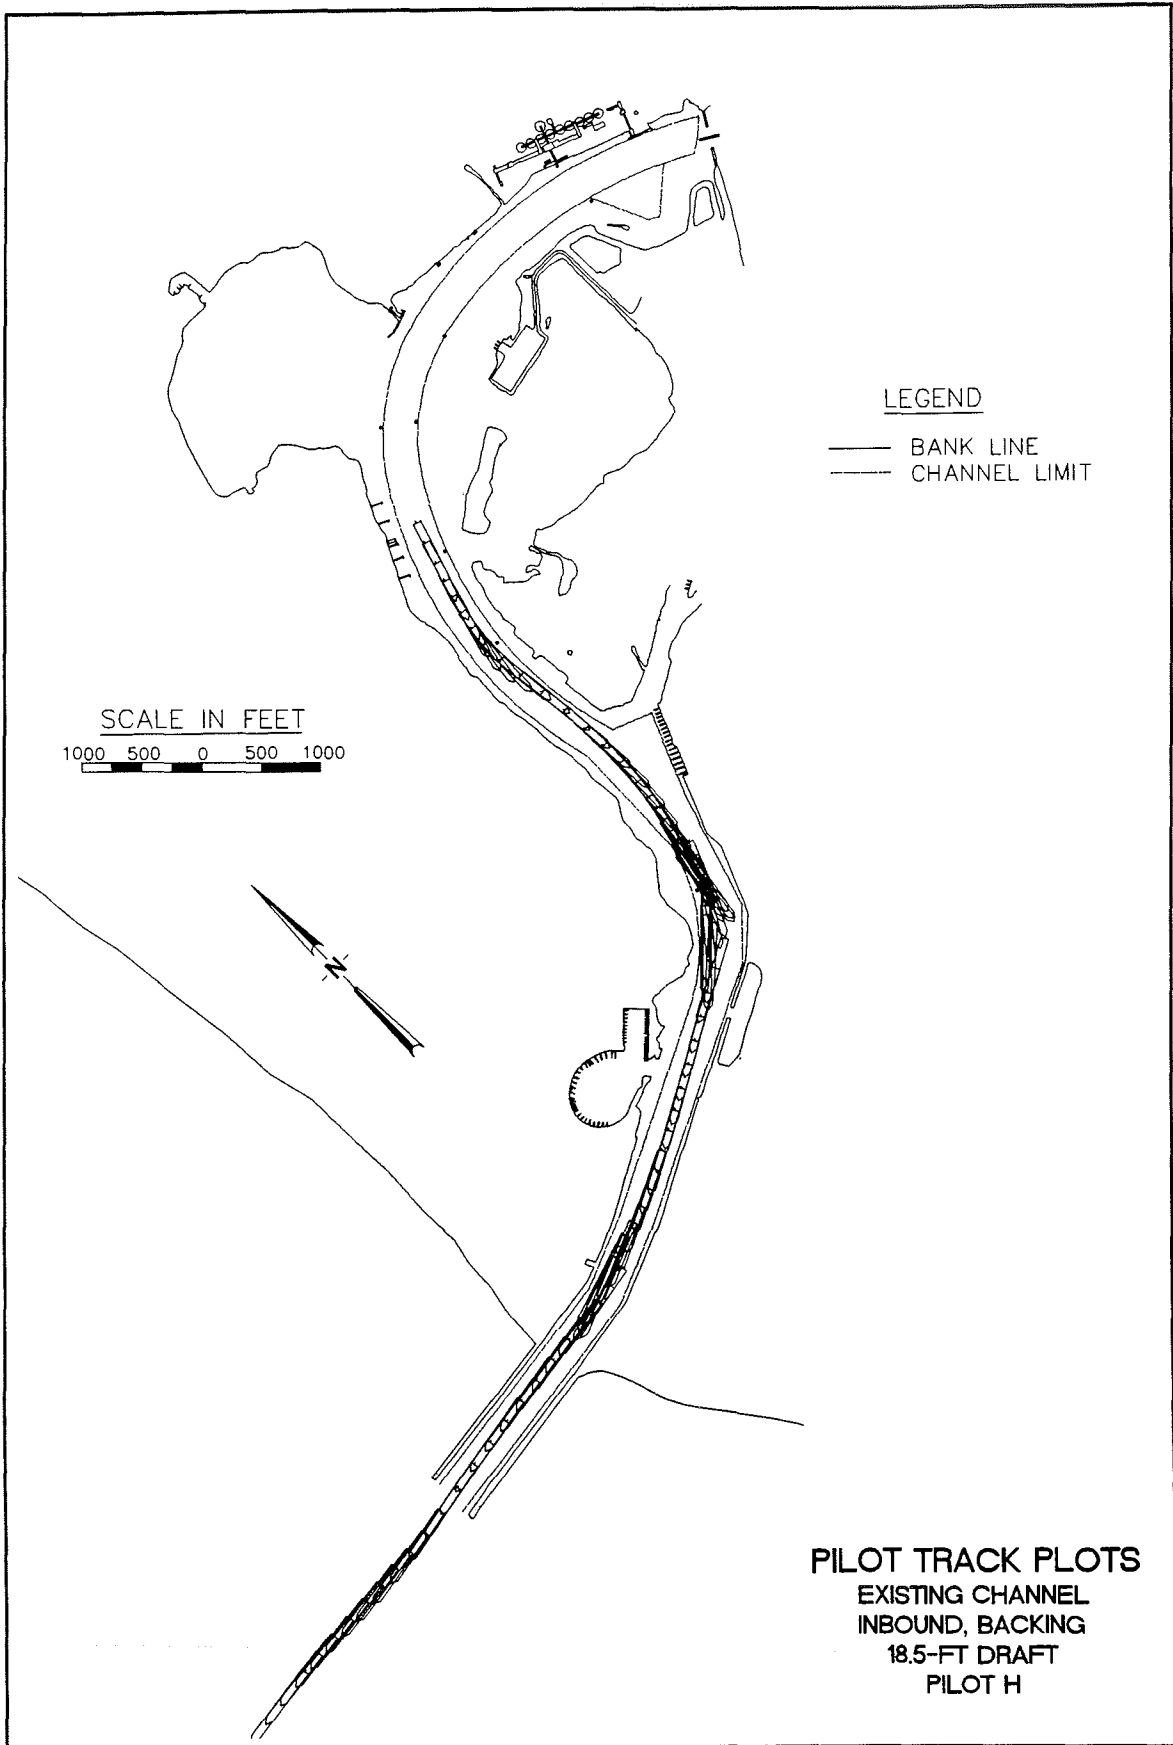 LEGEND
BANK LINE
CHANNEL LIMIT
SCALE IN FEET
1000 500 0 500 1000
N
PILOT TRACK PLOTS
EXISTING CHANNEL
INBOUND, BACKING
18.5-FT DRAFT
PILOT H